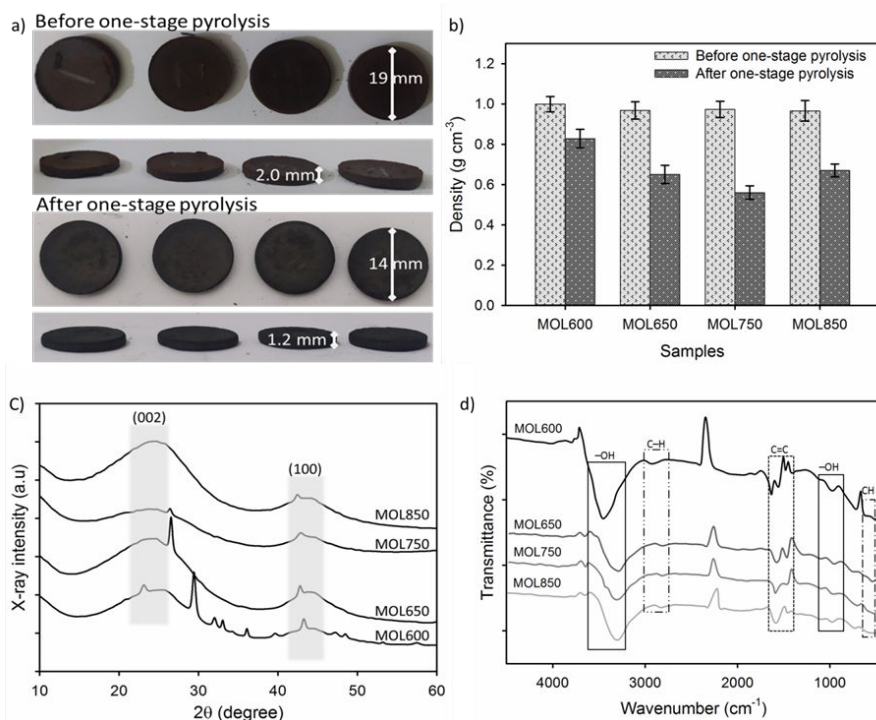 a)
Before one-stage pyrolysis
19 mm
2.0 mm
After one-stage pyrolysis
14 mm
1.2 mm
b)
Before one-stage pyrolysis
After one-stage pyrolysis
1.2
1.0
0.8
0.6
0.4
0.2
0.0
Density (g cm⁻³)
MOL600 MOL650 MOL750 MOL850
Samples
C)
(002)
(100)
MOL850
MOL750
MOL650
MOL600
X-ray intensity (a.u)
10 20 30 40 50 60
2θ (degree)
d)
MOL600
–OH
C–H
C=C
–OH
CH
MOL650
MOL750
MOL850
Transmittance (%)
4000 3000 2000 1000
Wavenumber (cm⁻¹)